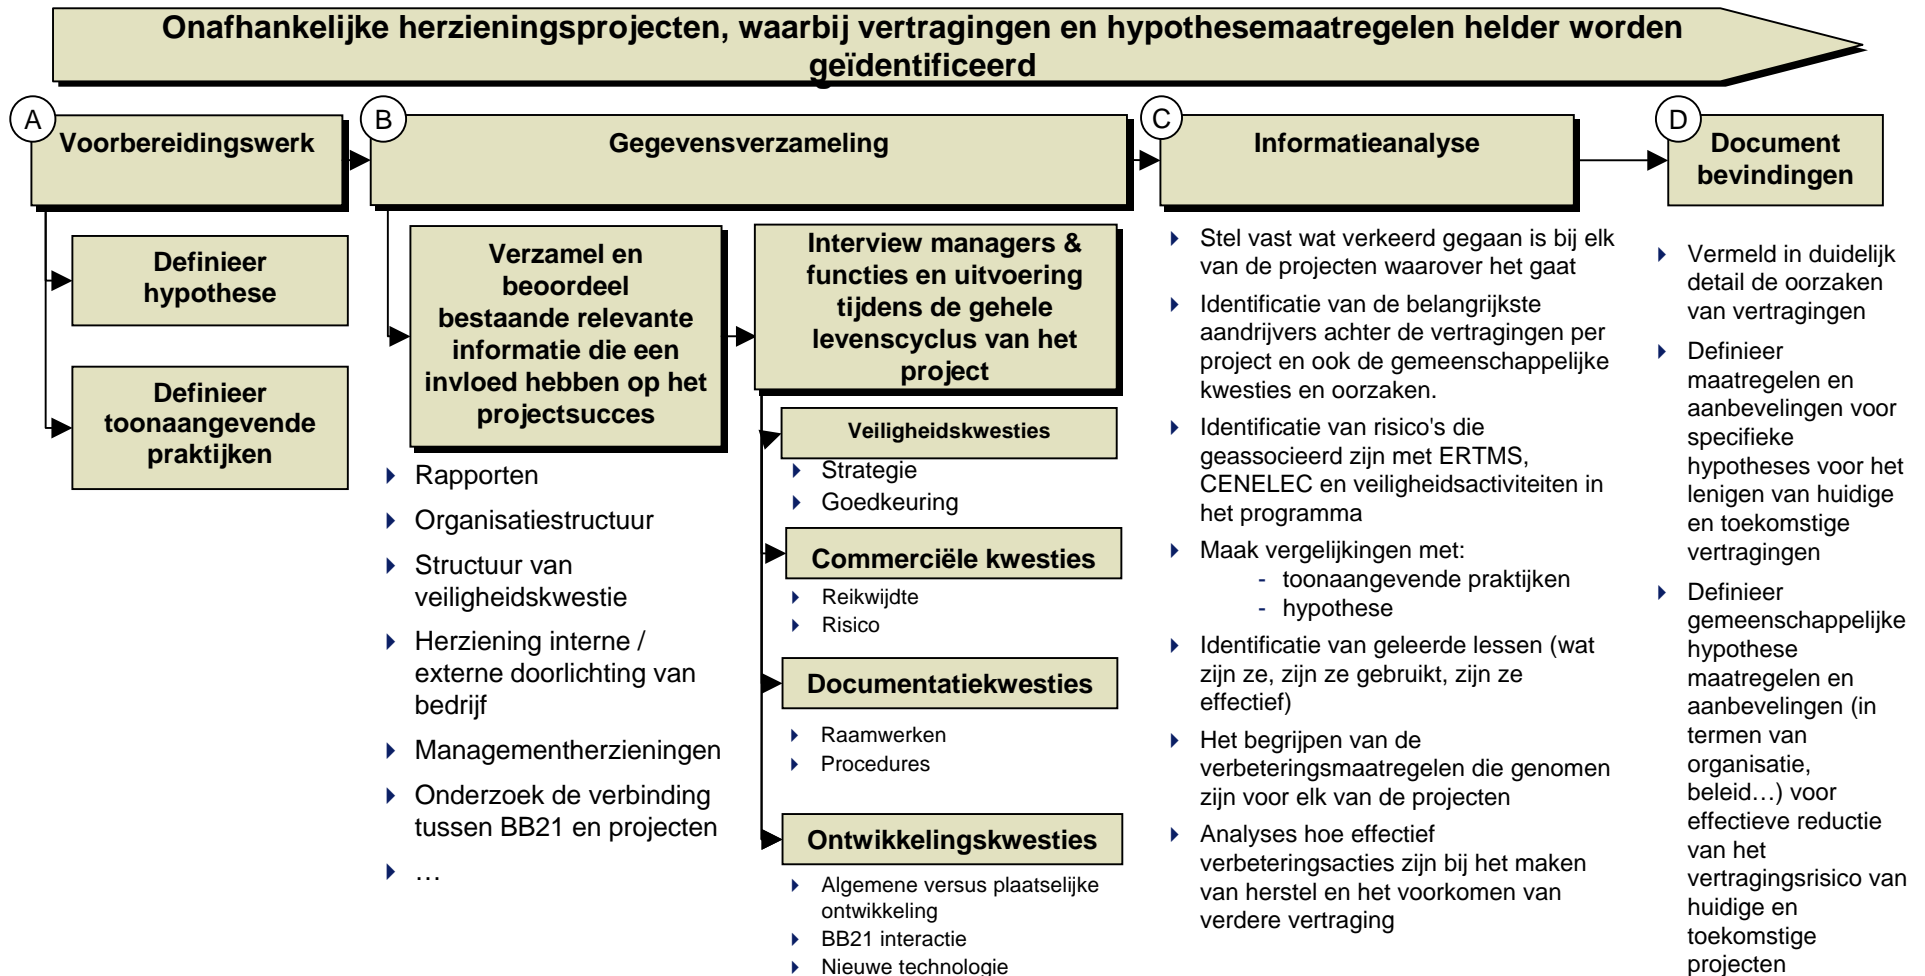 Onafhankelijke herzieningsprojecten, waarbij vertragingen en hypothesemaatregelen helder worden
geïdentificeerd
A
Voorbereidingswerk
Definieer
hypothese
Definieer
toonaangevende
praktijken
B
Gegevensverzameling
Verzamel en
beoordeel
bestaande relevante
informatie die een
invloed hebben op het
projectsucces
Rapporten
Organisatiestructuur
Structuur van
veiligheidskwestie
Herziening interne /
externe doorlichting van
bedrijf
Managementherzieningen
Onderzoek de verbinding
tussen BB21 en projecten
…
Interview managers &
functies en uitvoering
tijdens de gehele
levenscyclus van het
project
Veiligheidskwesties
Strategie
Goedkeuring
Commerciële kwesties
Reikwijdte
Risico
Documentatiekwesties
Raamwerken
Procedures
Ontwikkelingskwesties
Algemene versus plaatselijke
ontwikkeling
BB21 interactie
Nieuwe technologie
C
Informatieanalyse
Stel vast wat verkeerd gegaan is bij elk
van de projecten waarover het gaat
Identificatie van de belangrijkste
aandrijvers achter de vertragingen per
project en ook de gemeenschappelijke
kwesties en oorzaken.
Identificatie van risico's die
geassocieerd zijn met ERTMS,
CENELEC en veiligheidsactiviteiten in
het programma
Maak vergelijkingen met:
- toonaangevende praktijken
- hypothese
Identificatie van geleerde lessen (wat
zijn ze, zijn ze gebruikt, zijn ze
effectief)
Het begrijpen van de
verbeteringsmaatregelen die genomen
zijn voor elk van de projecten
Analyses hoe effectief
verbeteringsacties zijn bij het maken
van herstel en het voorkomen van
verdere vertraging
D
Document
bevindingen
Vermeld in duidelijk
detail de oorzaken
van vertragingen
Definieer
maatregelen en
aanbevelingen voor
specifieke
hypotheses voor het
lenigen van huidige
en toekomstige
vertragingen
Definieer
gemeenschappelijke
hypothese
maatregelen en
aanbevelingen (in
termen van
organisatie,
beleid…) voor
effectieve reductie
van het
vertragingsrisico van
huidige en
toekomstige
projecten